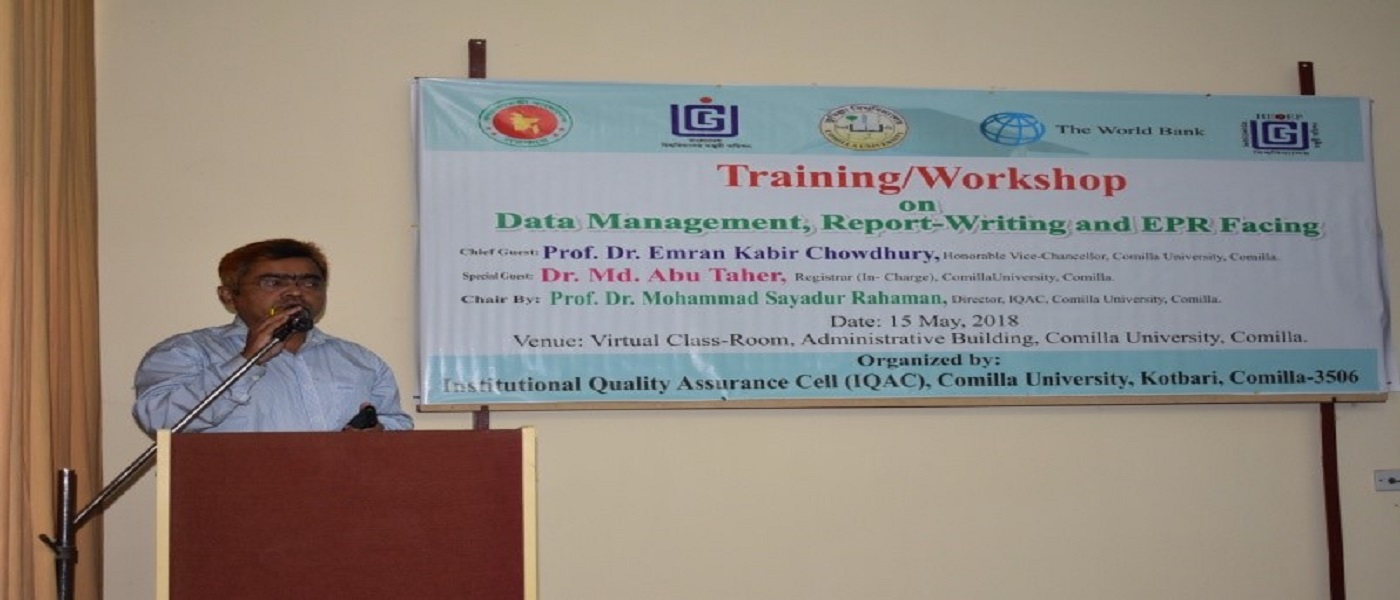 The World Bank
HEQEP
COMILLA UNIVERSITY
Training/Workshop
on
Data Management, Report-Writing and EPR Facing
Chief Guest: Prof. Dr. Emran Kabir Chowdhury, Honorable Vice-Chancellor, Comilla University, Comilla.
Special Guest: Dr. Md. Abu Taher, Registrar (In- Charge), ComillaUniversity, Comilla.
Chair By: Prof. Dr. Mohammad Sayadur Rahaman, Director, IQAC, Comilla University, Comilla.
Date: 15 May, 2018
Venue: Virtual Class-Room, Administrative Building, Comilla University, Comilla.
Organized by:
Institutional Quality Assurance Cell (IQAC), Comilla University, Kotbari, Comilla-3506